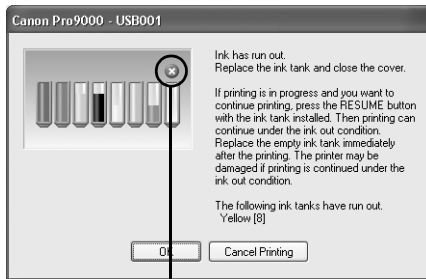 Canon Pro9000 - USB001
Ink has run out.
Replace the ink tank and close the cover.
If printing is in progress and you want to
continue printing, press the RESUME button
with the ink tank installed. Then printing can
continue under the ink out condition.
Replace the empty ink tank immediately
after the printing. The printer may be
damaged if printing is continued under the
ink out condition.
The following ink tanks have run out.
Yellow [8]
OK
Cancel Printing